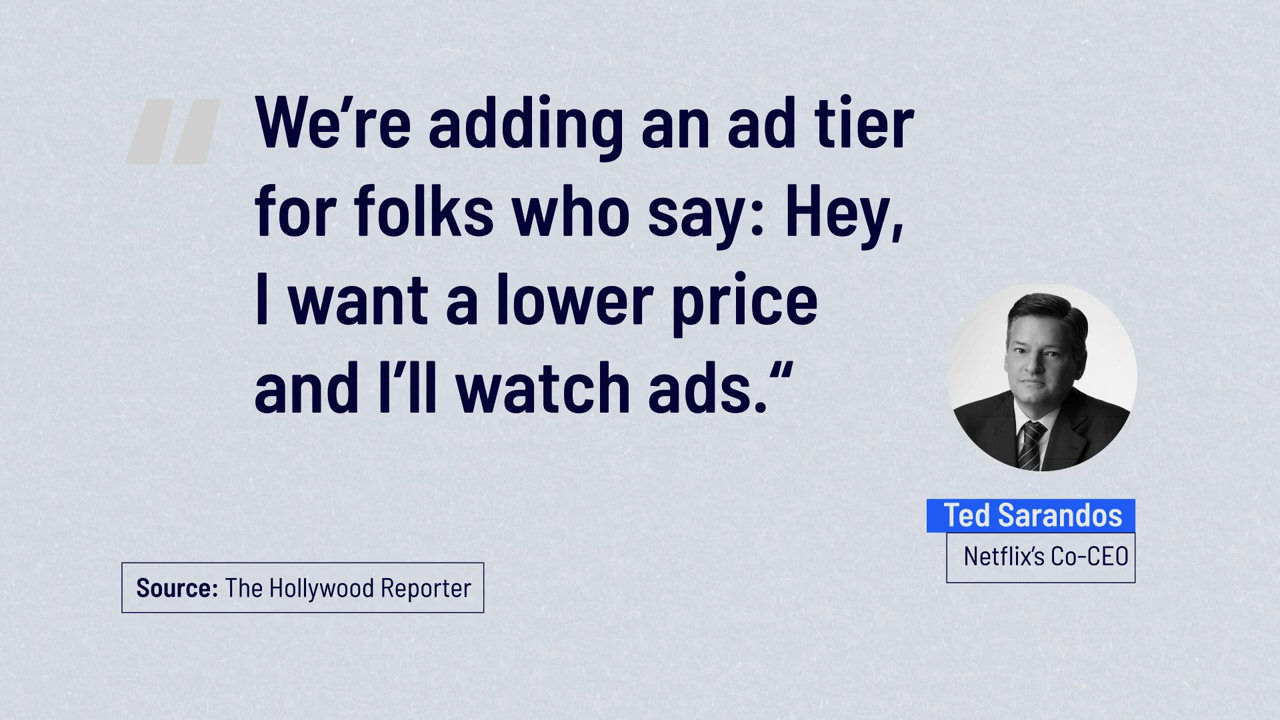 We’re adding an ad tier
for folks who say: Hey,
I want a lower price
and I’ll watch ads.“
Ted Sarandos
Netflix’s Co-CEO
Source: The Hollywood Reporter